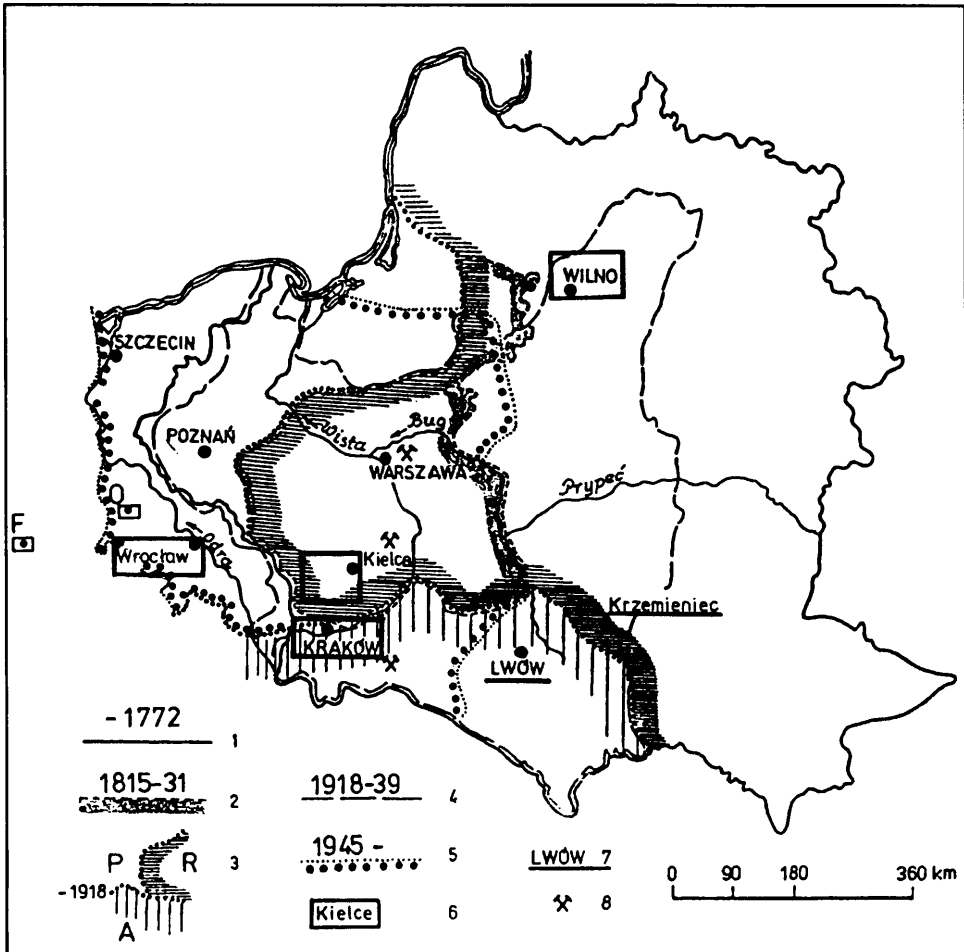 WILNO
SZCZECIN
POZNAŃ
Wisła
Bug
WARSZAWA
Prypeć
O
F
Wrocław
Odra
Kielce
Krzemieniec
KRAKÓW
LWÓW
-1772
1
1815-31
2
1918-39
4
P R
3
1945-
5
LWÓW 7
-1918
A
Kielce
6
8
0 90 180 360 km